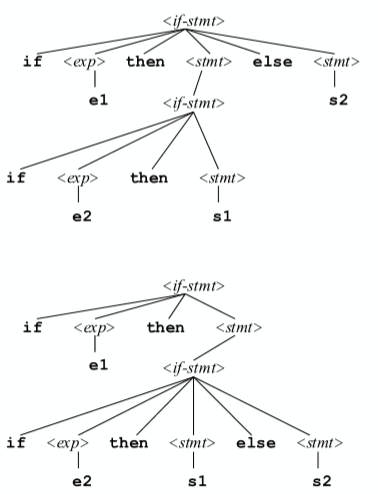 <if-stmt>
if <exp> then <stmt> else <stmt>
e1 s2
<if-stmt>
if <exp> then <stmt>
e2 s1
<if-stmt>
if <exp> then <stmt>
e1
<if-stmt>
if <exp> then <stmt> else <stmt>
e2 s1 s2